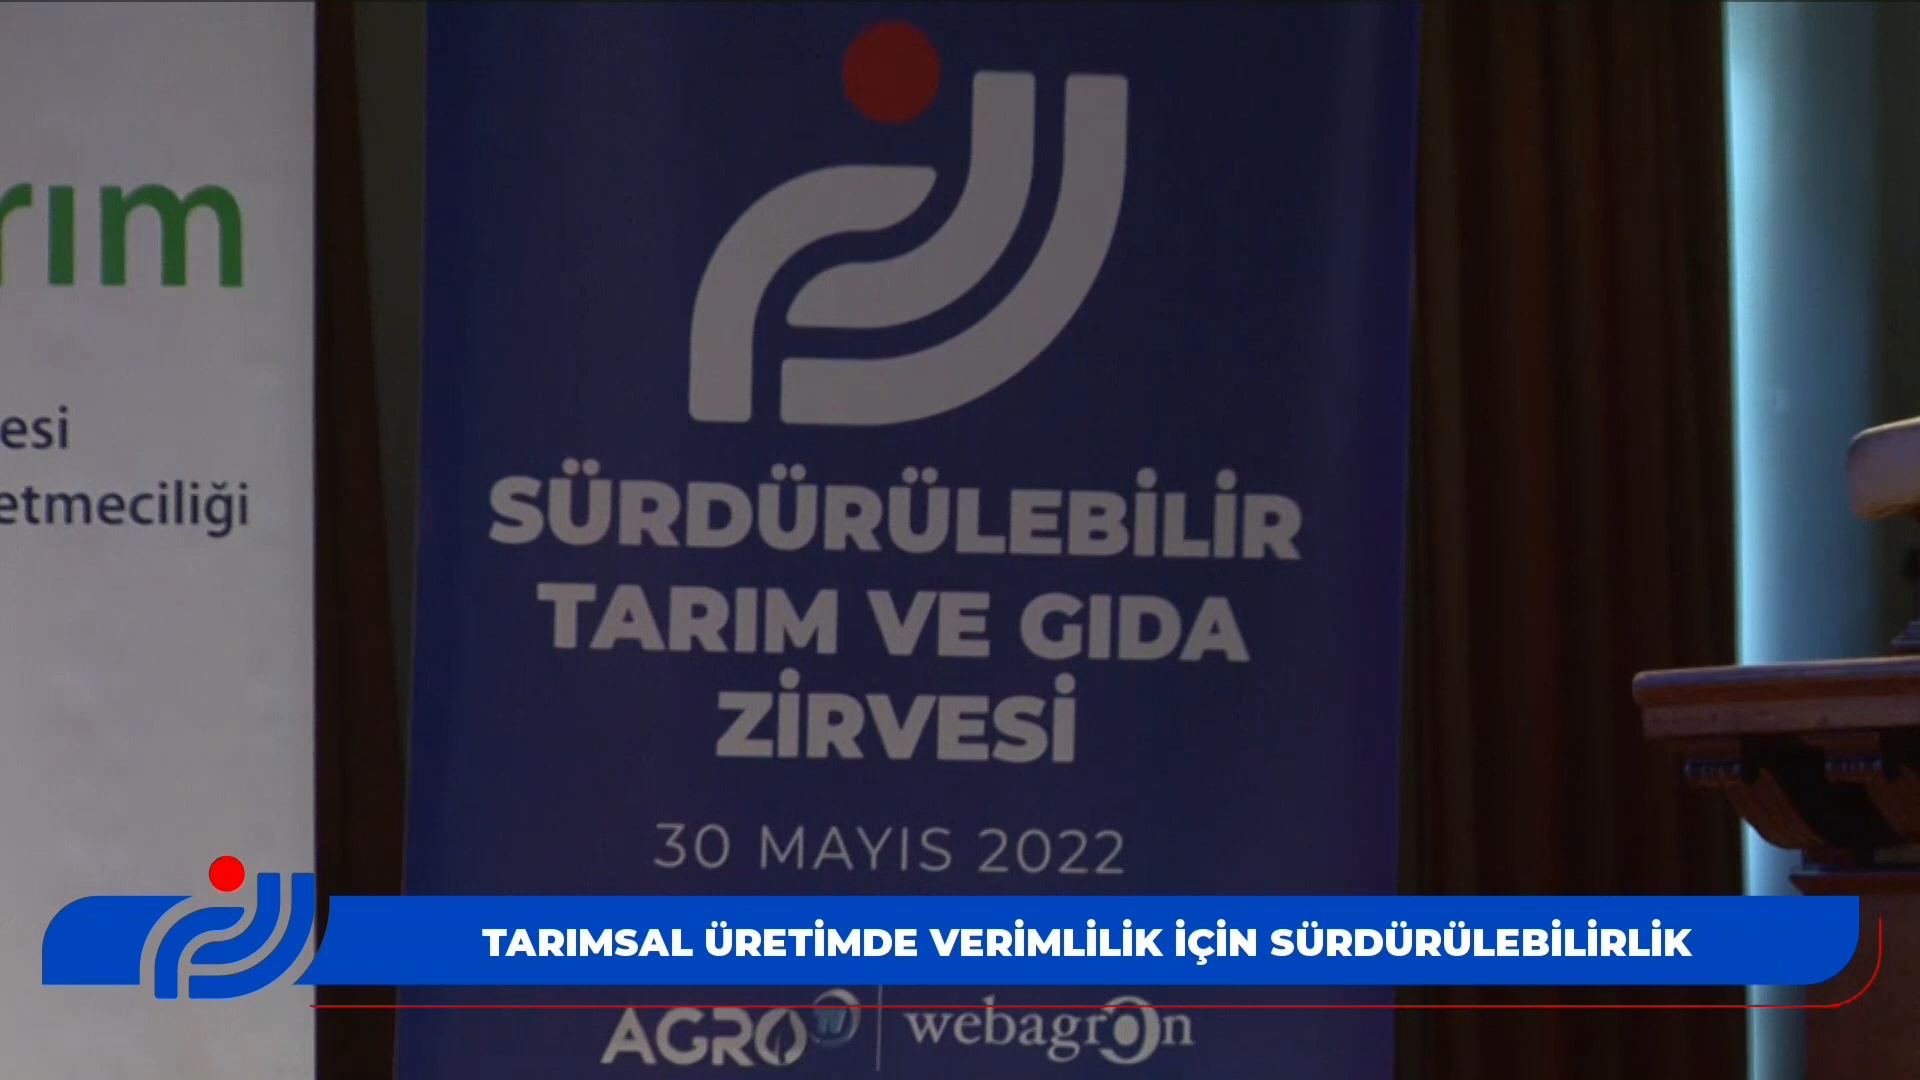 rım
esi
etmeciliği
SÜRDÜRÜLEBİLİR
TARIM VE GIDA
ZİRVESİ
30 MAYIS 2022
TARIMSAL ÜRETİMDE VERİMLİLİK İÇİN SÜRDÜRÜLEBİLİRLİK
AGRO webagron